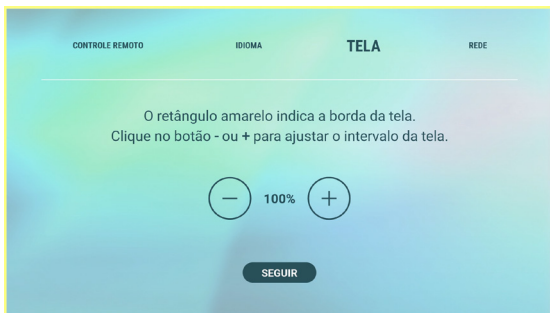 CONTROLE REMOTO
IDIOMA
TELA
REDE
O retângulo amarelo indica a borda da tela.
Clique no botão - ou + para ajustar o intervalo da tela.
100%
SEGUIR